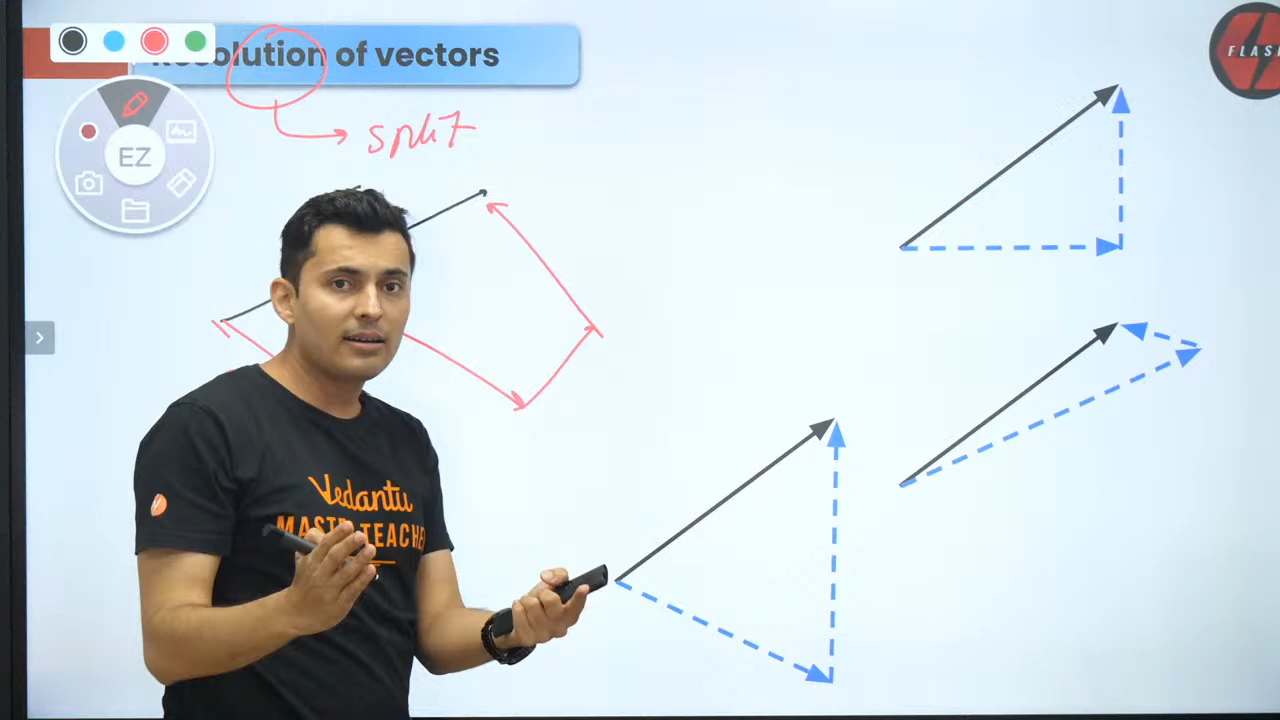 Resolution of vectors
FLASH
split
EZ
Vedantu
MASTER TEACHER